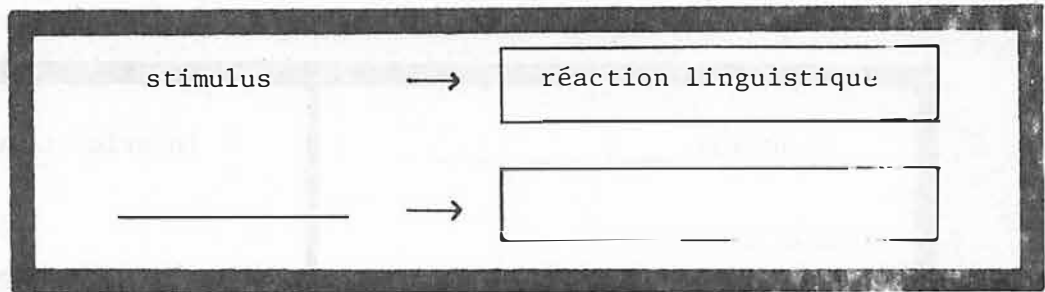 stimulus → réaction linguistique
→